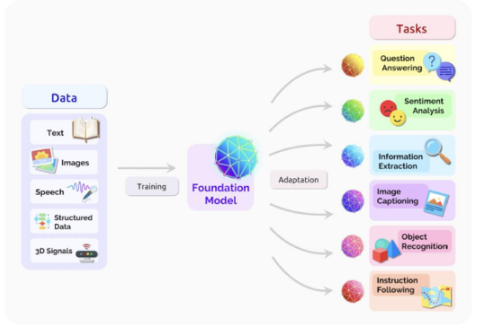 Data
Text
Images
Speech
Structured
Data
3D Signals
Training
Foundation
Model
Adaptation
Tasks
Question
Answering
Sentiment
Analysis
Information
Extraction
Image
Captioning
Object
Recognition
Instruction
Following